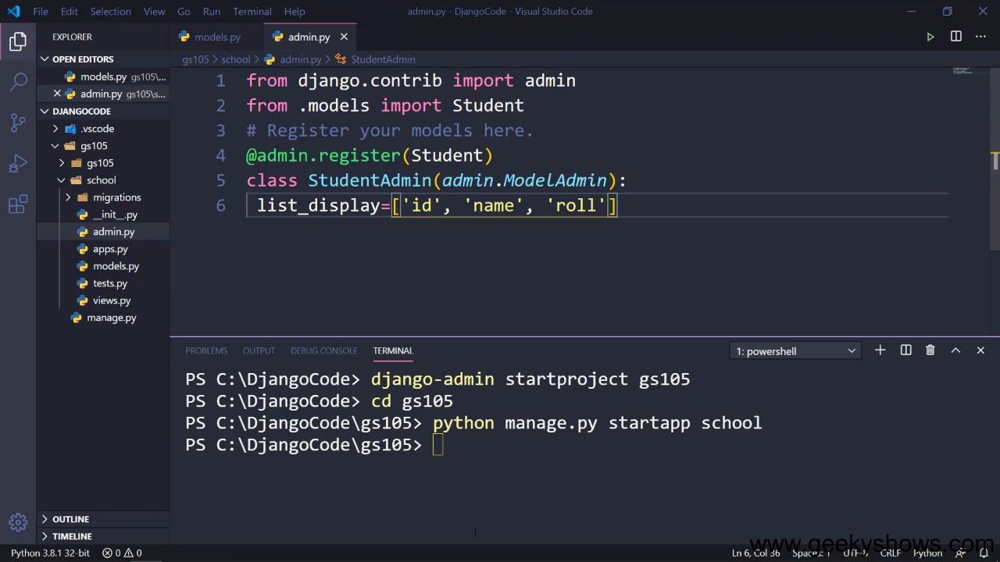 File Edit Selection View Go Run Terminal Help
admin.py - DjangoCode - Visual Studio Code
EXPLORER
OPEN EDITORS
models.py gs105\...
admin.py gs105\s...
DJANGOCODE
.vscode
gs105
gs105
school
migrations
__init__.py
admin.py
apps.py
models.py
tests.py
views.py
manage.py
OUTLINE
TIMELINE
models.py
admin.py
gs105 > school > admin.py > StudentAdmin
1 from django.contrib import admin
2 from .models import Student
3 # Register your models here.
4 @admin.register(Student)
5 class StudentAdmin(admin.ModelAdmin):
6 list_display=['id', 'name', 'roll']
PROBLEMS OUTPUT DEBUG CONSOLE TERMINAL
1: powershell
PS C:\DjangoCode> django-admin startproject gs105
PS C:\DjangoCode> cd gs105
PS C:\DjangoCode\gs105> python manage.py startapp school
PS C:\DjangoCode\gs105>
www.geekyshows.com
Python 3.8.1 32-bit 0 0
Ln 6, Col 36 Spaces: 1 UTF-8 CRLF Python